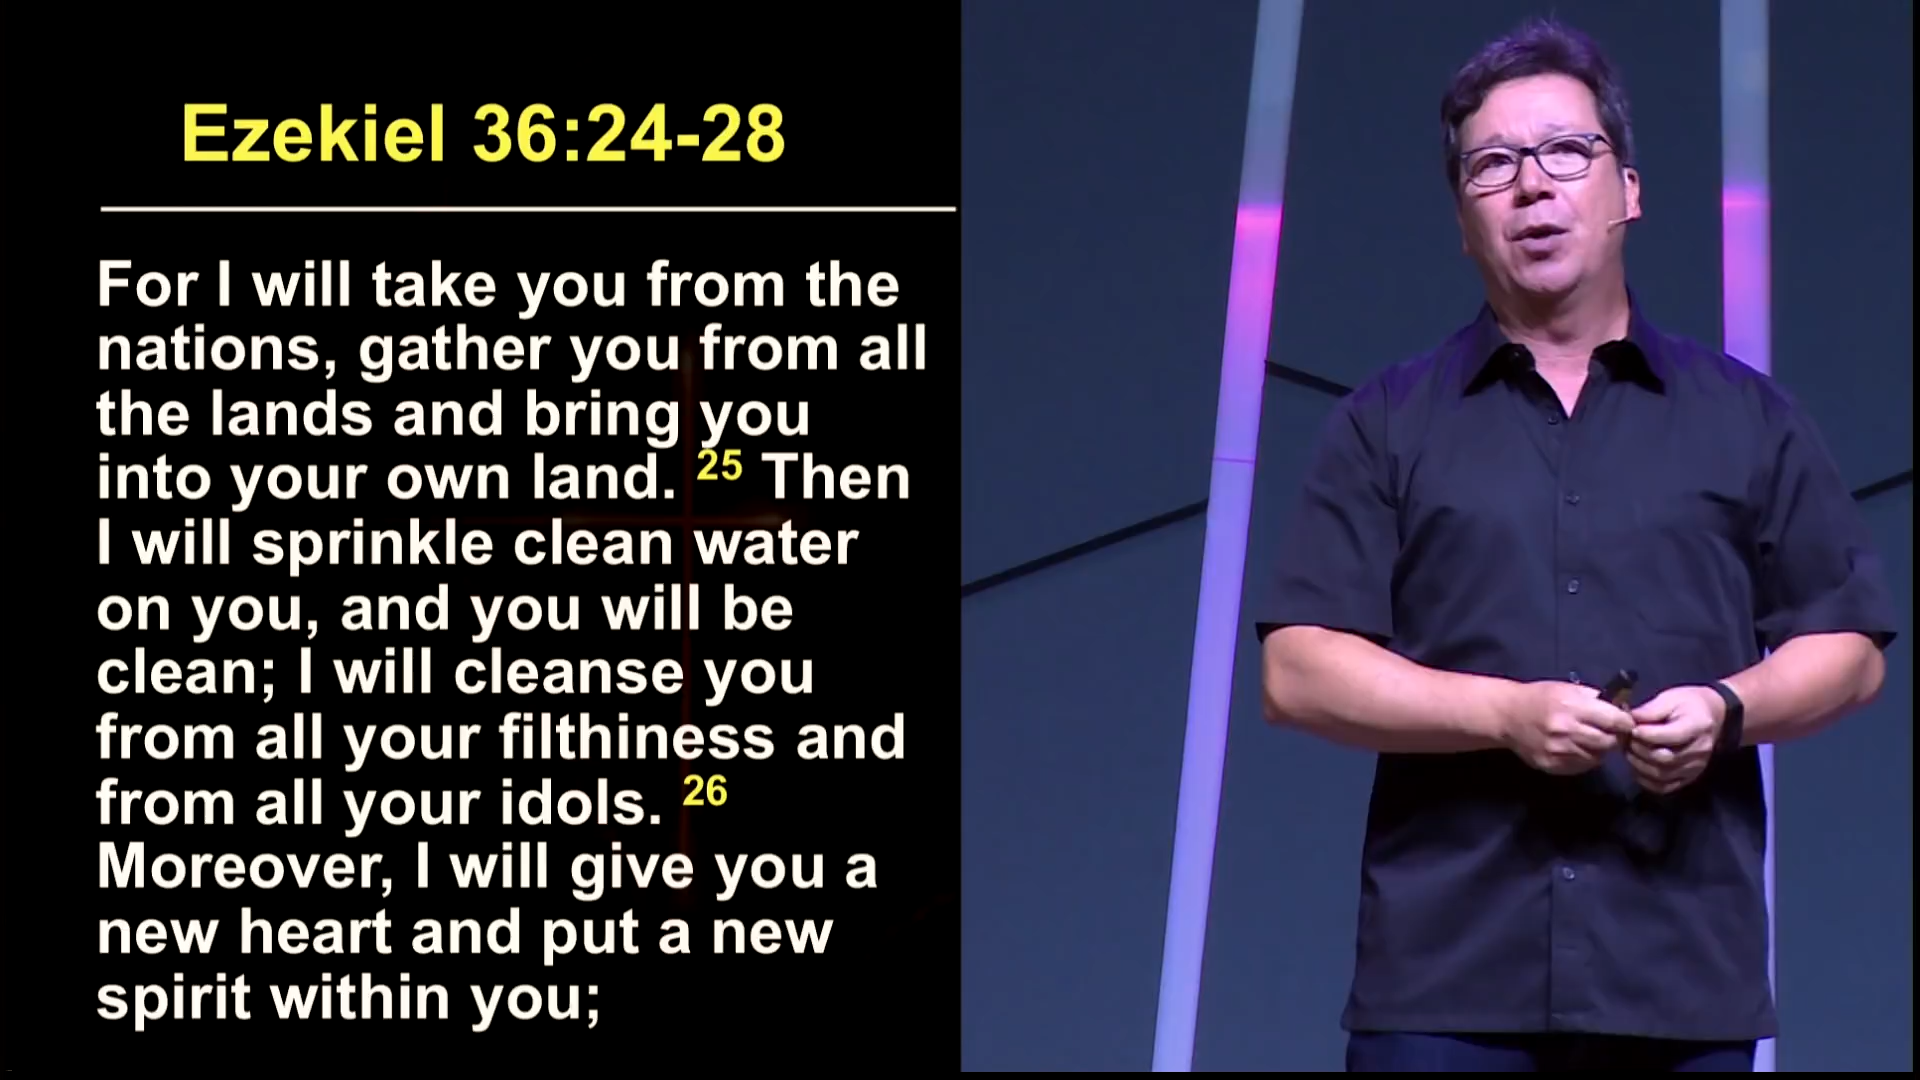 Ezekiel 36:24-28
For I will take you from the
nations, gather you from all
the lands and bring you
into your own land. 25 Then
I will sprinkle clean water
on you, and you will be
clean; I will cleanse you
from all your filthiness and
from all your idols. 26
Moreover, I will give you a
new heart and put a new
spirit within you;